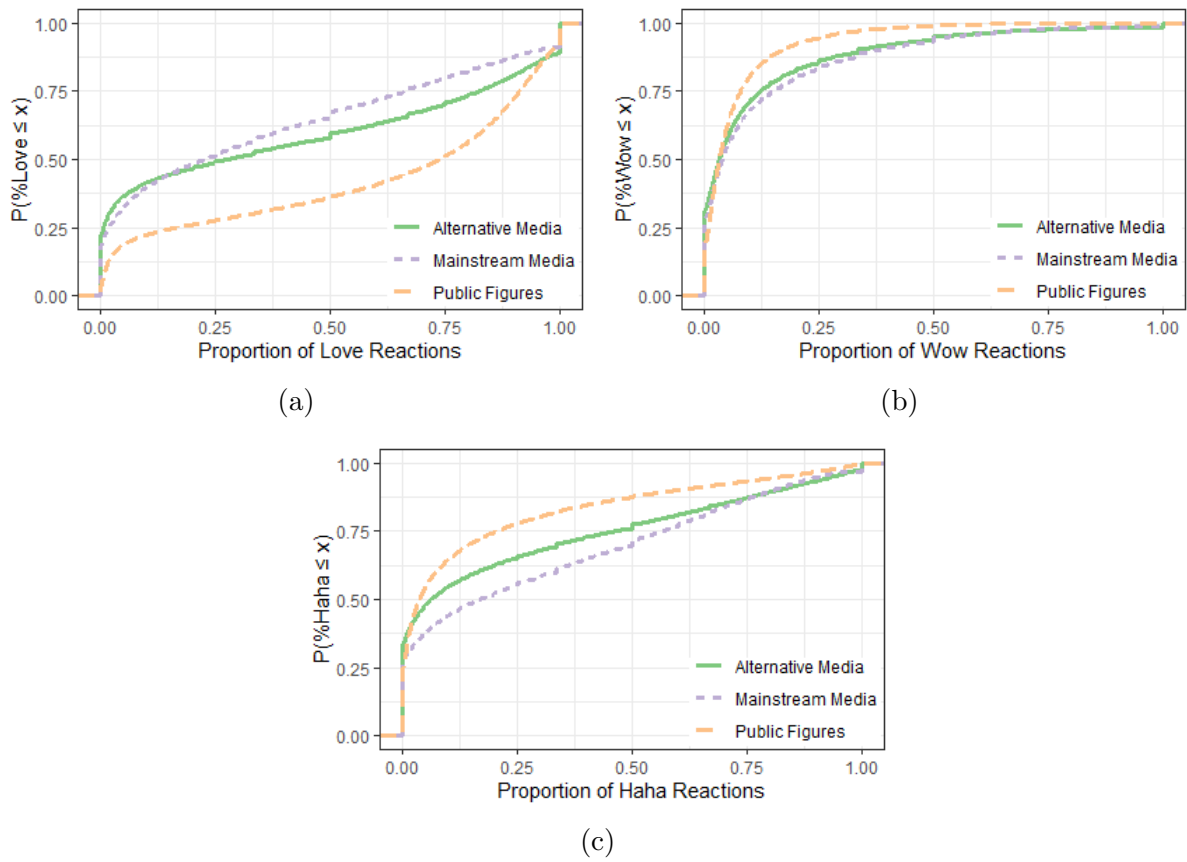 1.00
0.75
0.50
0.25
0.00
P(%Love ≤ x)
Alternative Media
Mainstream Media
Public Figures
0.00 0.25 0.50 0.75 1.00
Proportion of Love Reactions
(a)
1.00
0.75
0.50
0.25
0.00
P(%Wow ≤ x)
Alternative Media
Mainstream Media
Public Figures
0.00 0.25 0.50 0.75 1.00
Proportion of Wow Reactions
(b)
1.00
0.75
0.50
0.25
0.00
P(%Haha ≤ x)
Alternative Media
Mainstream Media
Public Figures
0.00 0.25 0.50 0.75 1.00
Proportion of Haha Reactions
(c)